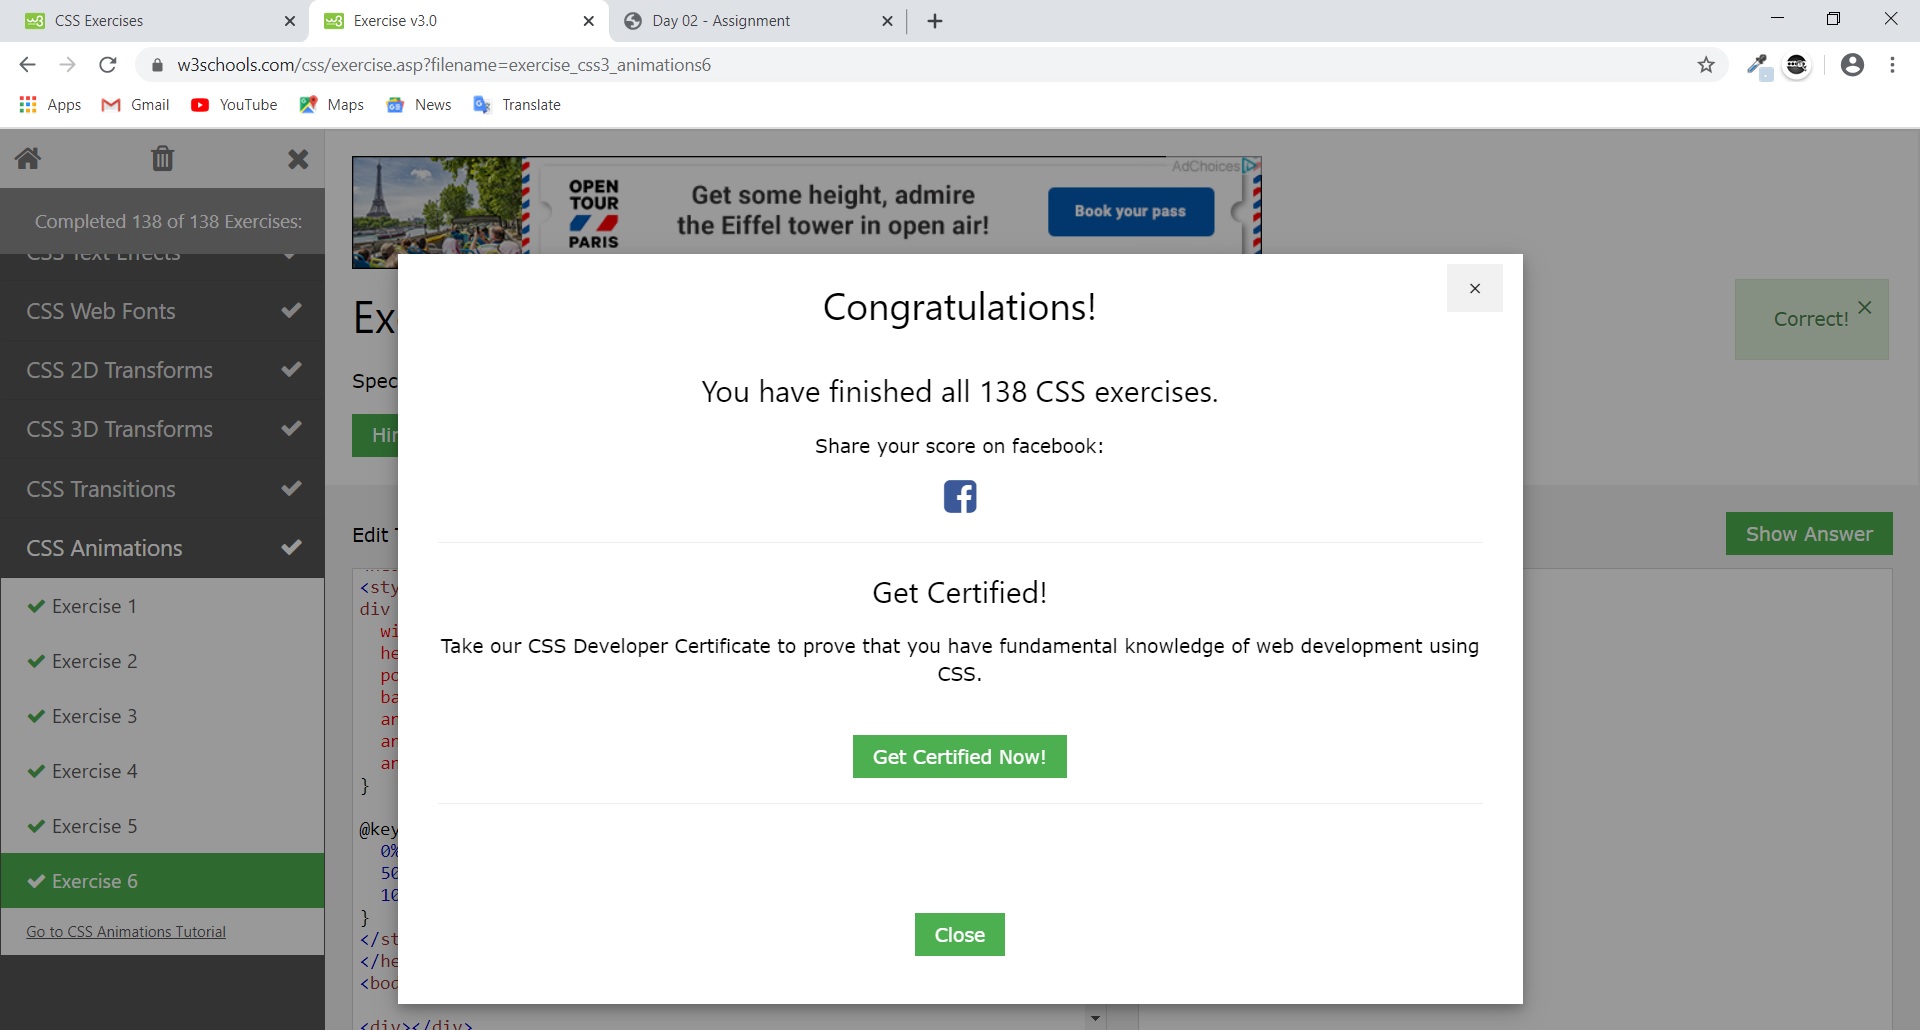 CSS Exercises
Exercise v3.0
Day 02 - Assignment
w3schools.com/css/exercise.asp?filename=exercise_css3_animations6
Apps
Gmail
YouTube
Maps
News
Translate
Completed 138 of 138 Exercises:
CSS Text Effects
CSS Web Fonts
CSS 2D Transforms
CSS 3D Transforms
CSS Transitions
CSS Animations
Exercise 1
Exercise 2
Exercise 3
Exercise 4
Exercise 5
Exercise 6
Go to CSS Animations Tutorial
AdChoices
OPEN
TOUR
PARIS
Get some height, admire
the Eiffel tower in open air!
Book your pass
Ex
Spec
Correct!
Edit
Show Answer
<sty
div
wi
he
po
ba
an
an
an
}
@key
0%
50
10
}
</st
</he
<bod
<div></div>
Congratulations!
You have finished all 138 CSS exercises.
Share your score on facebook:
Get Certified!
Take our CSS Developer Certificate to prove that you have fundamental knowledge of web development using
CSS.
Get Certified Now!
Close